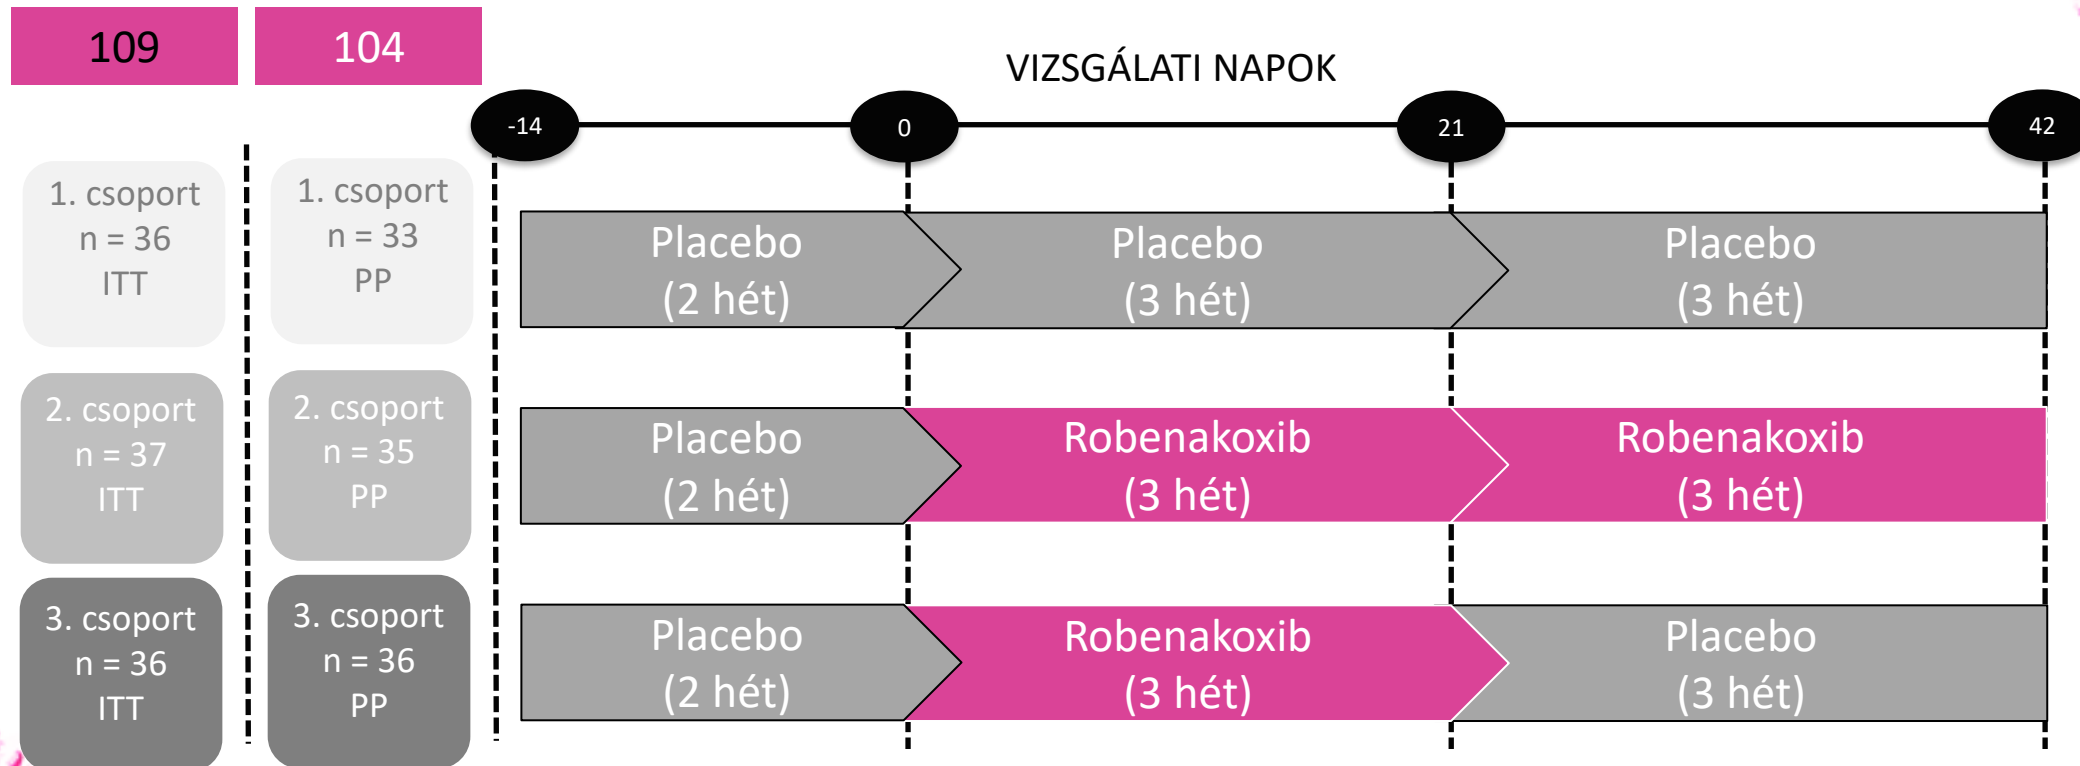 109
104
VIZSGÁLATI NAPOK
-14
0
21
42
1. csoport
n = 36
ITT
1. csoport
n = 33
PP
Placebo
(2 hét)
Placebo
(3 hét)
Placebo
(3 hét)
2. csoport
n = 37
ITT
2. csoport
n = 35
PP
Placebo
(2 hét)
Robenakoxib
(3 hét)
Robenakoxib
(3 hét)
3. csoport
n = 36
ITT
3. csoport
n = 36
PP
Placebo
(2 hét)
Robenakoxib
(3 hét)
Placebo
(3 hét)